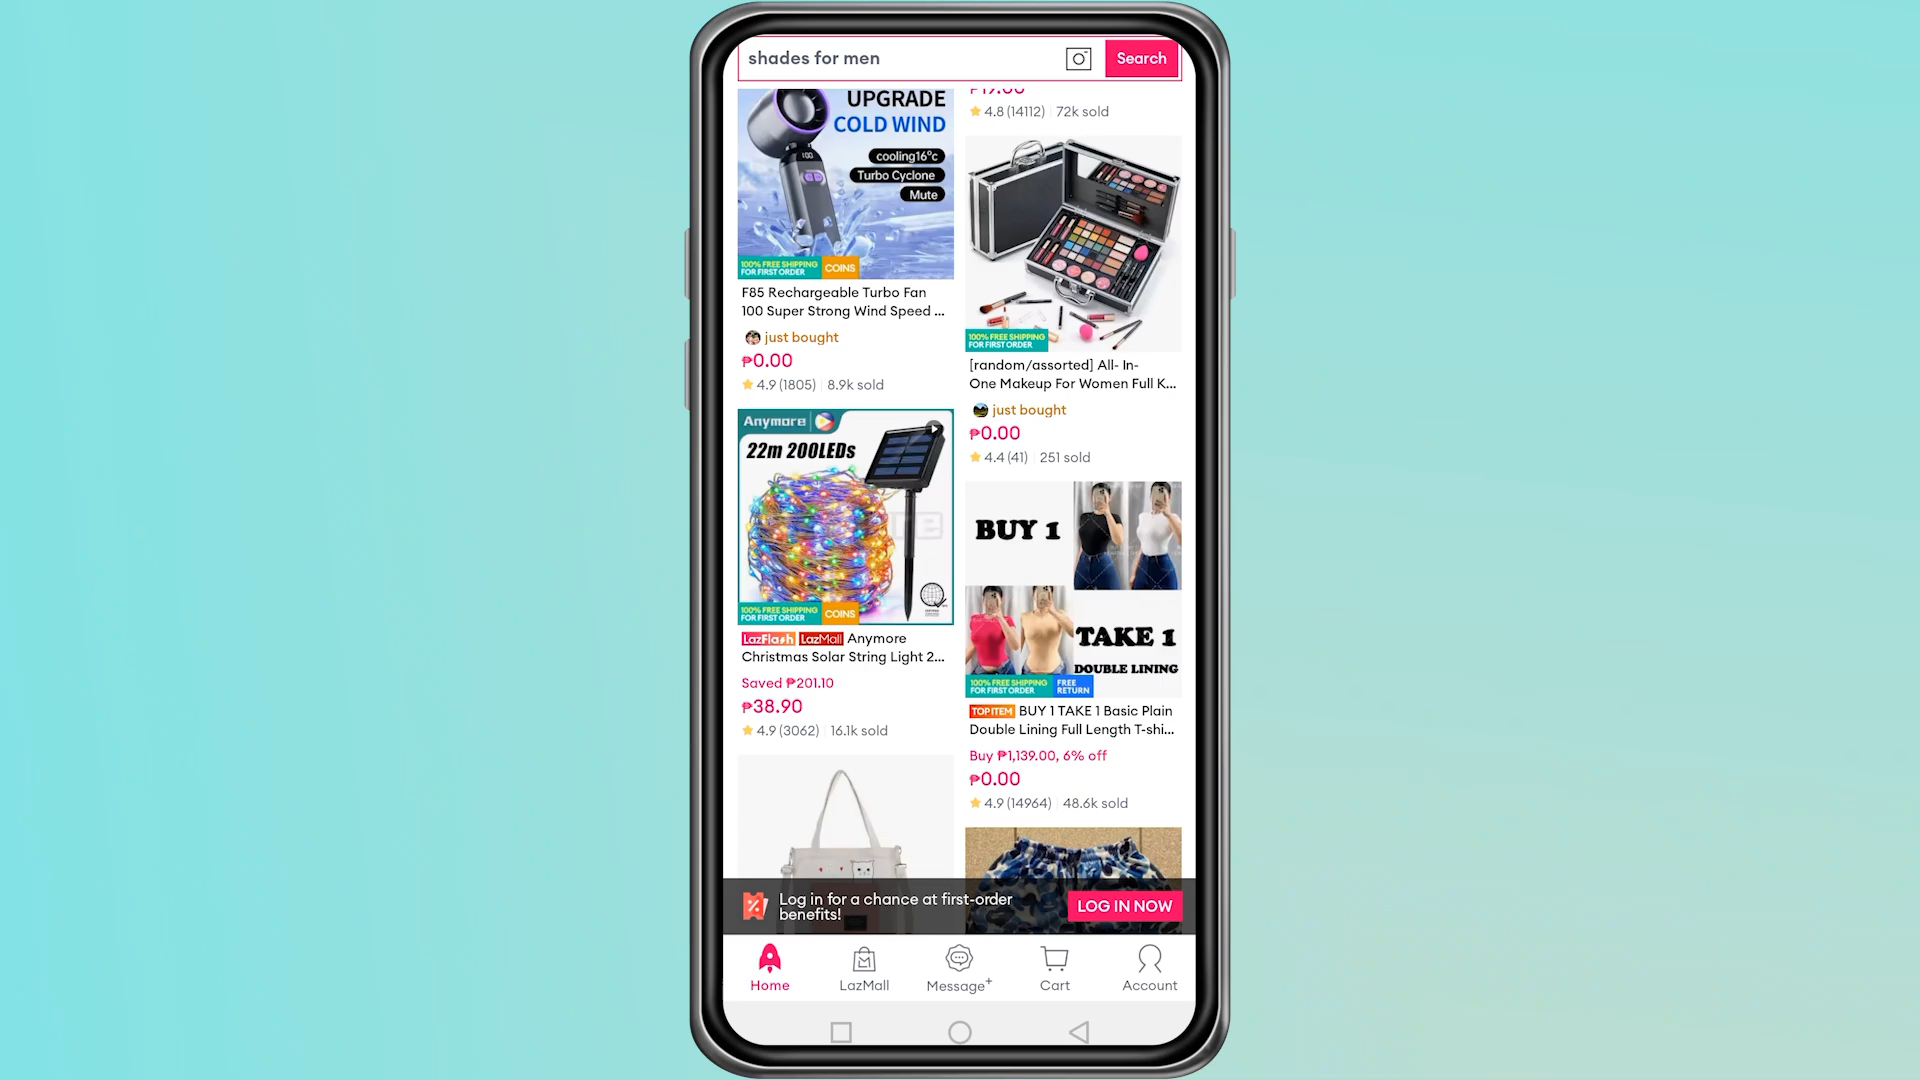 shades for men
Search
UPGRADE
COLD WIND
100
cooling16°c
Turbo Cyclone
Mute
100% FREE SHIPPING
FOR FIRST ORDER
COINS
F85 Rechargeable Turbo Fan
100 Super Strong Wind Speed ...
just bought
₱0.00
4.9 (1805) 8.9k sold
Anymore
22m 200LEDs
100% FREE SHIPPING
FOR FIRST ORDER
COINS
LazFlash LazMall Anymore
Christmas Solar String Light 2...
Saved ₱201.10
₱38.90
4.9 (3062) 16.1k sold
₱19.00
4.8 (14112) 72k sold
100% FREE SHIPPING
FOR FIRST ORDER
[random/assorted] All- In-
One Makeup For Women Full K...
just bought
₱0.00
4.4 (41) 251 sold
BUY 1
TAKE 1
DOUBLE LINING
100% FREE SHIPPING
FOR FIRST ORDER
FREE
RETURN
TOP ITEM BUY 1 TAKE 1 Basic Plain
Double Lining Full Length T-shi...
Buy ₱1,139.00, 6% off
₱0.00
4.9 (14964) 48.6k sold
Log in for a chance at first-order
benefits!
LOG IN NOW
Home
LazMall
Message+
Cart
Account